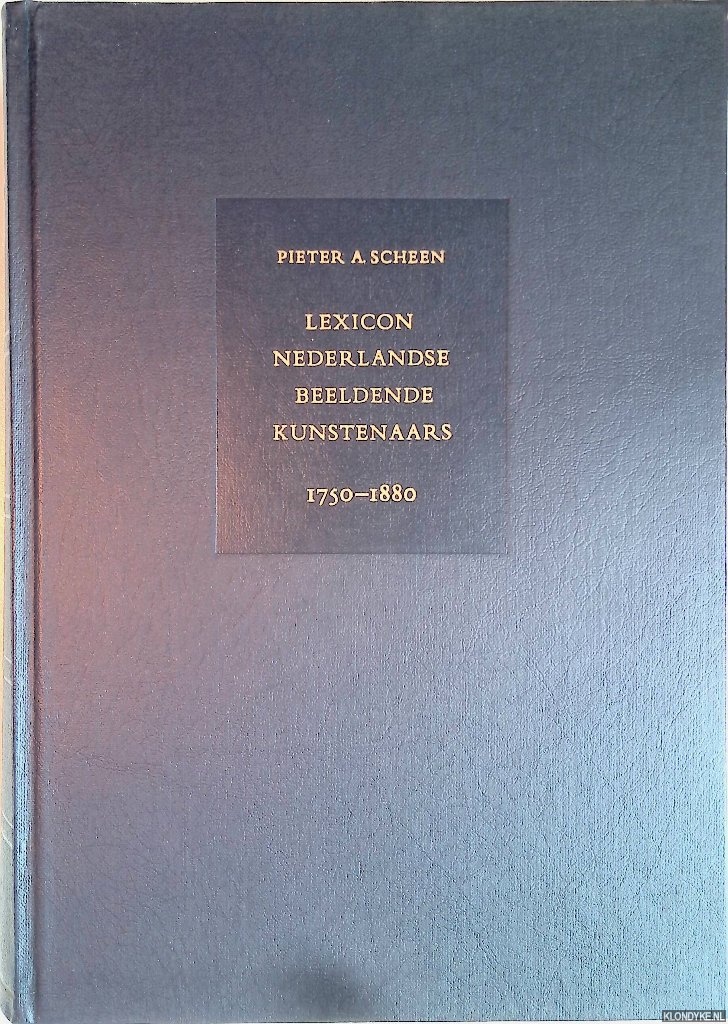 PIETER A. SCHEEN
LEXICON
NEDERLANDSE
BEELDENDE
KUNSTENAARS
1750–1880
KLONDYKE.NL